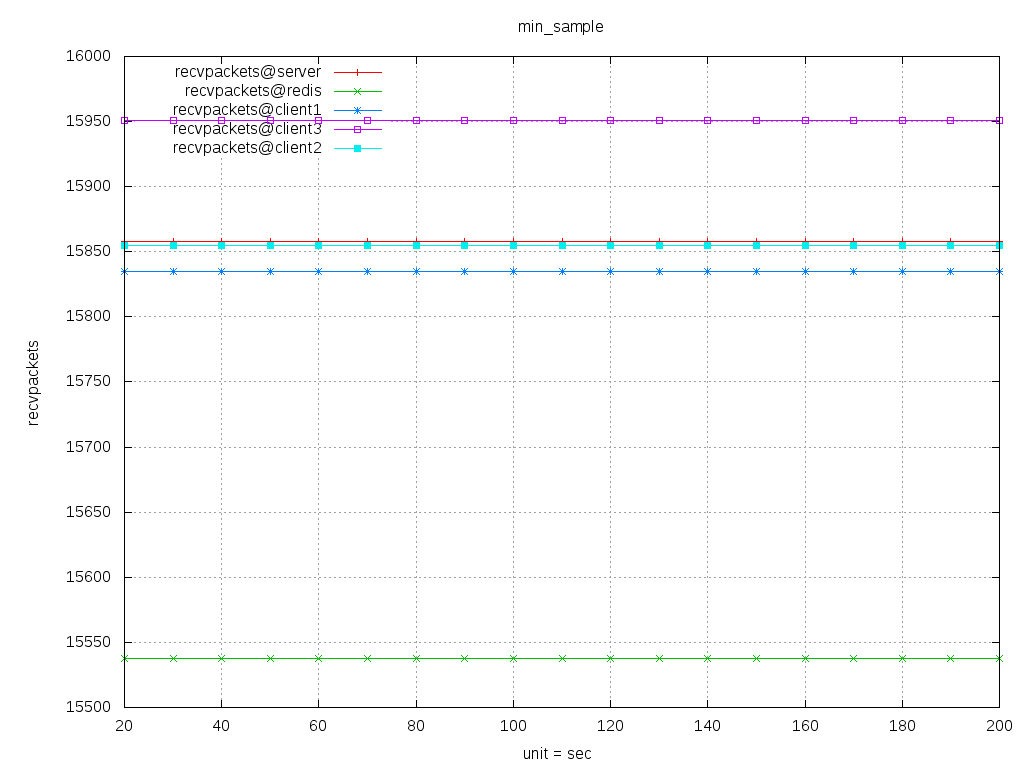 min_sample
16000
15950
15900
15850
15800
15750
15700
15650
15600
15550
15500
recvpackets@server
recvpackets@redis
recvpackets@client1
recvpackets@client3
recvpackets@client2
recvpackets
20 40 60 80 100 120 140 160 180 200
unit = sec